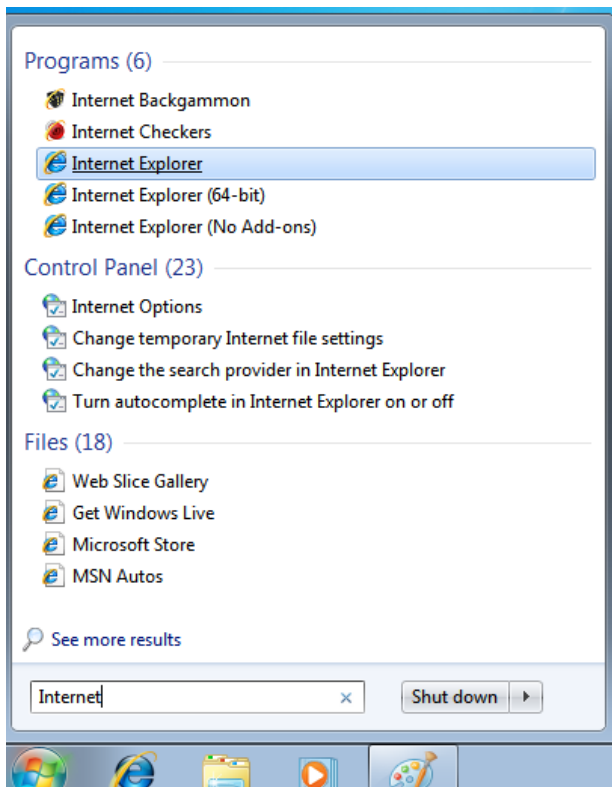 Programs (6)
Internet Backgammon
Internet Checkers
Internet Explorer
Internet Explorer (64-bit)
Internet Explorer (No Add-ons)
Control Panel (23)
Internet Options
Change temporary Internet file settings
Change the search provider in Internet Explorer
Turn autocomplete in Internet Explorer on or off
Files (18)
Web Slice Gallery
Get Windows Live
Microsoft Store
MSN Autos
See more results
Internet
Shut down